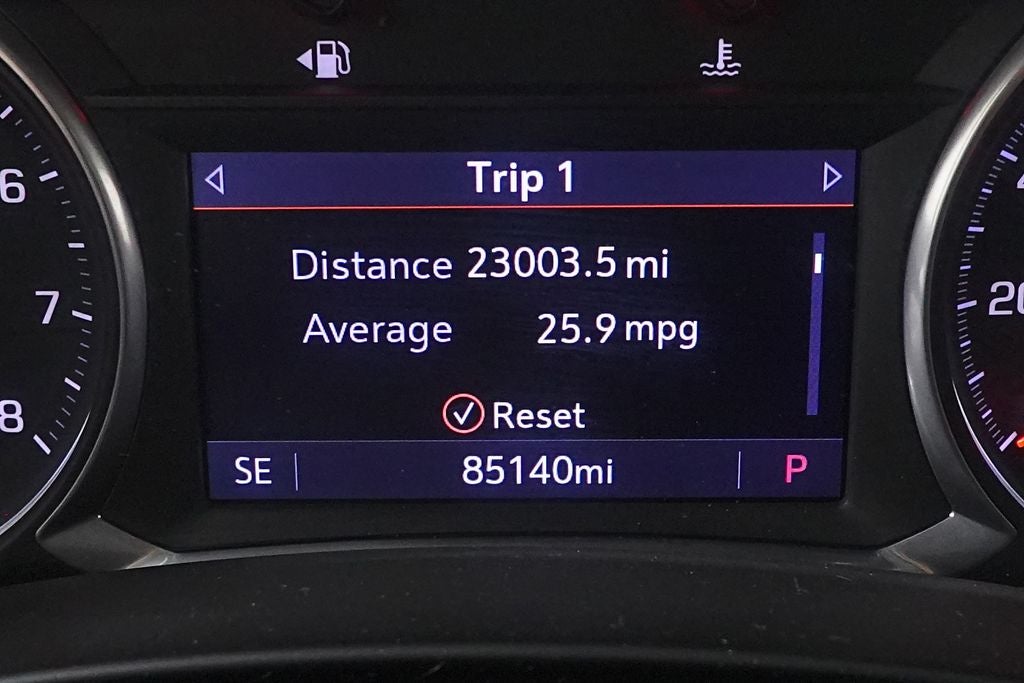 Trip 1
Distance 23003.5 mi
Average 25.9 mpg
Reset
SE 85140mi P
6
7
8
20